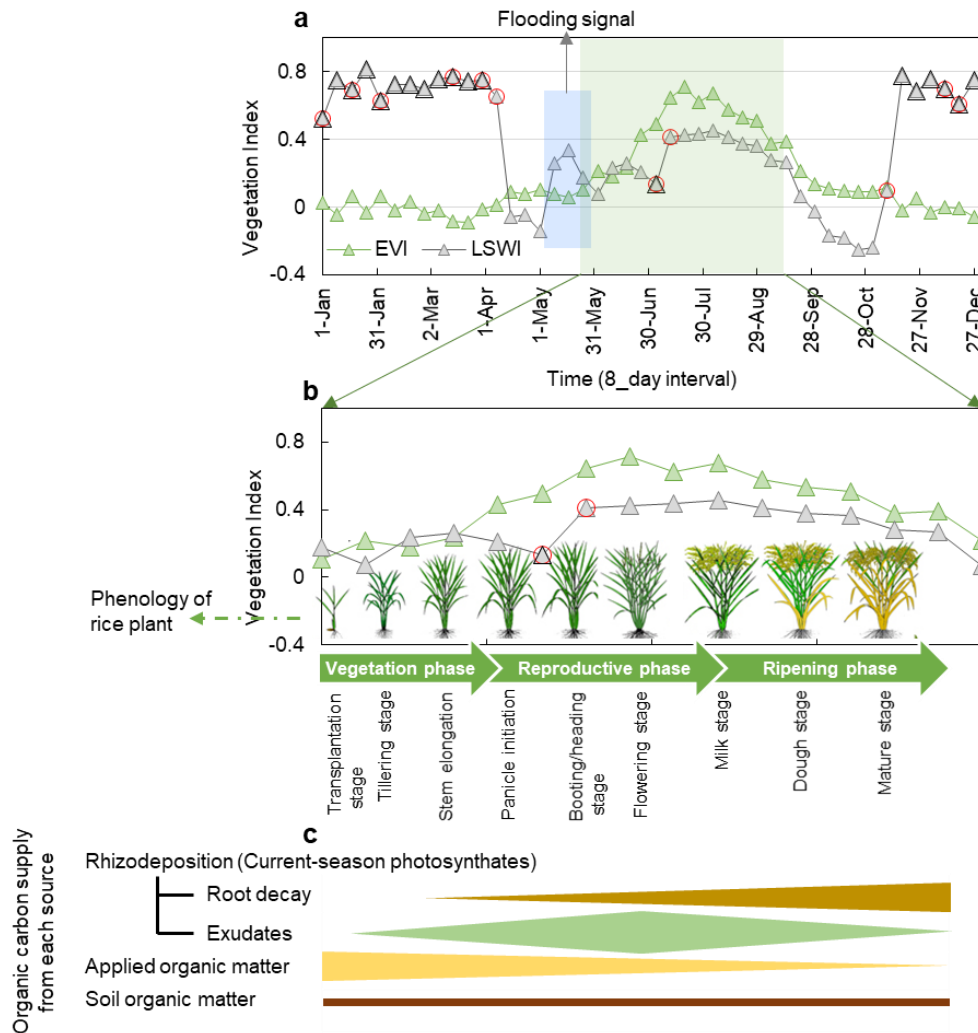 Flooding signal
a
0.8
0.4
0
-0.4
Vegetation Index
EVI
LSWI
1-Jan
31-Jan
2-Mar
1-Apr
1-May
31-May
30-Jun
30-Jul
29-Aug
28-Sep
28-Oct
27-Nov
27-Dec
Time (8_day interval)
b
0.8
0.4
0
-0.4
Vegetation Index
Phenology of
rice plant
Vegetation phase
Reproductive phase
Ripening phase
Transplantation
stage
Tillering stage
Stem elongation
Panicle initiation
Booting/heading
stage
Flowering stage
Milk stage
Dough stage
Mature stage
c
Organic carbon supply
from each source
Rhizodeposition (Current-season photosynthates)
Root decay
Exudates
Applied organic matter
Soil organic matter